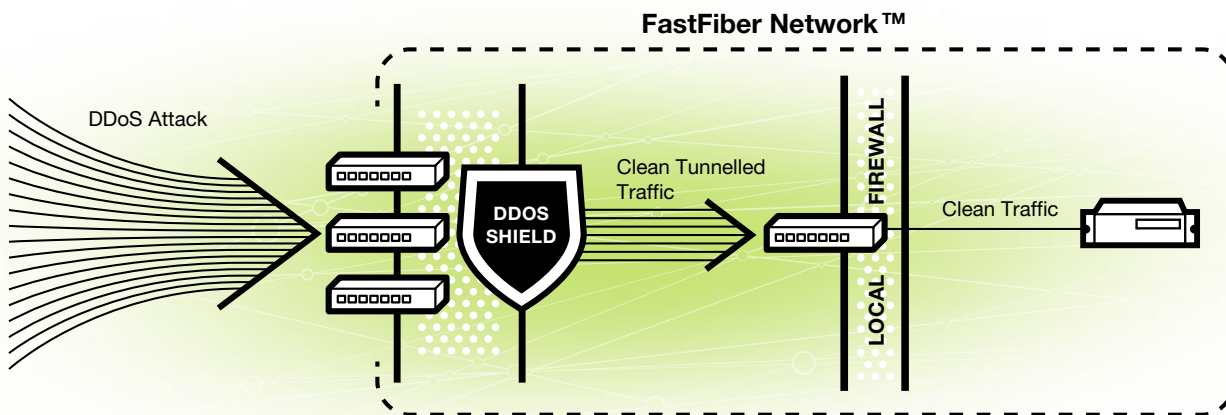 FastFiber Network™
DDoS Attack
DDOS
SHIELD
Clean Tunnelled
Traffic
LOCAL FIREWALL
Clean Traffic